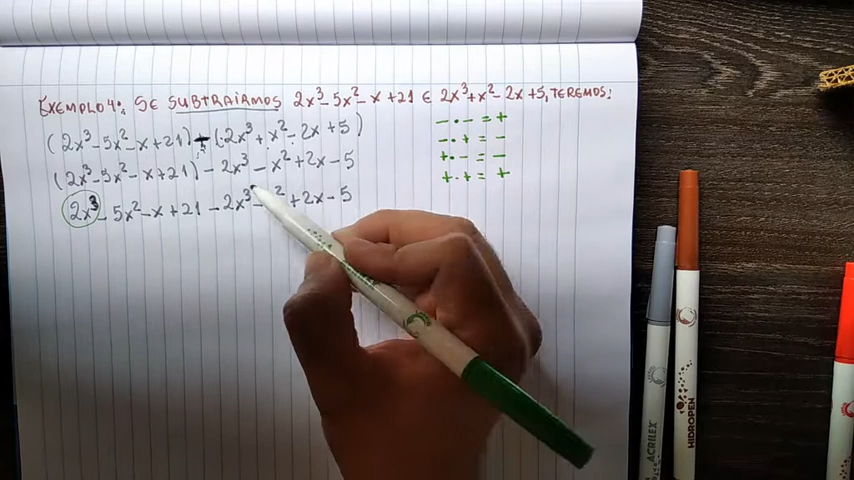 EXEMPLO 4: SE SUBTRAIRMOS 2x³-5x²-x+21 E 2x³+x²-2x+5, TEREMOS:
(2x³-5x²-x+21)-(2x³+x²-2x+5)
(2x³-5x²-x+21)-2x³-x²+2x-5
2x³-5x²-x+21-2x³-x²+2x-5
-.-=+
-.+=-
+.-=-
+.+=+
ACRILEX
HIDROPEN